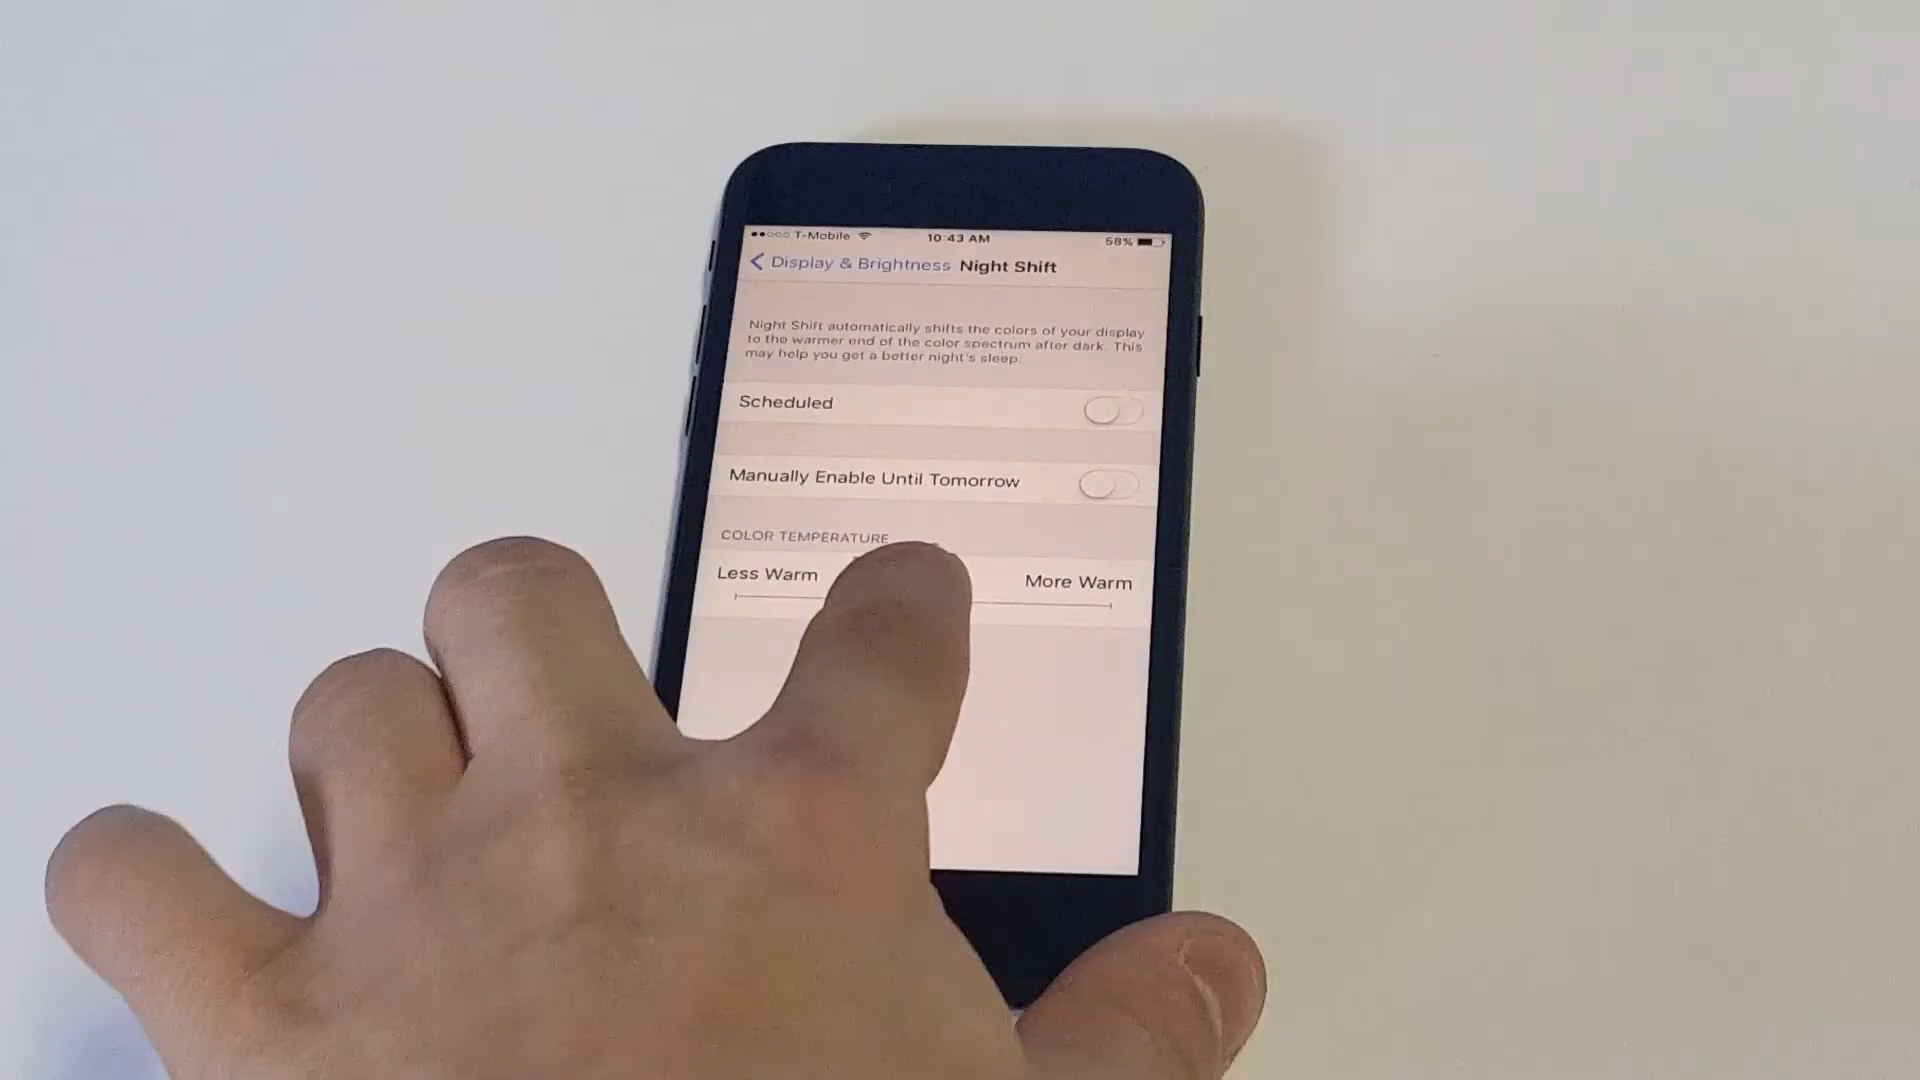 T-Mobile 10:43 AM 58%
Display & Brightness Night Shift
Night Shift automatically shifts the colors of your display
to the warmer end of the color spectrum after dark. This
may help you get a better night's sleep.
Scheduled
Manually Enable Until Tomorrow
COLOR TEMPERATURE
Less Warm More Warm